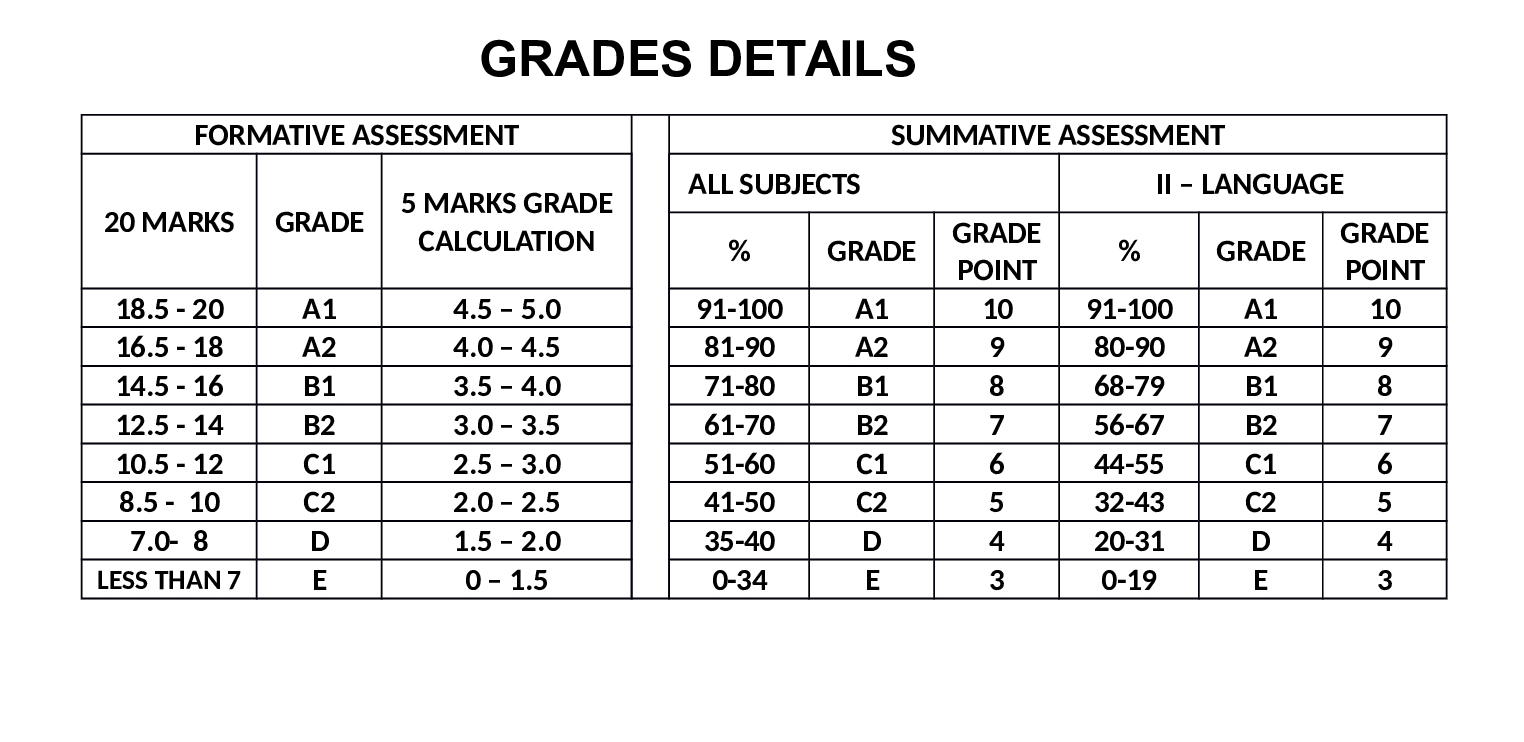 GRADES DETAILS
FORMATIVE ASSESSMENT SUMMATIVE ASSESSMENT
ALL SUBJECTS II – LANGUAGE
20 MARKS GRADE 5 MARKS GRADE CALCULATION % GRADE GRADE POINT % GRADE GRADE POINT
18.5 - 20 A1 4.5 – 5.0 91-100 A1 10 91-100 A1 10
16.5 - 18 A2 4.0 – 4.5 81-90 A2 9 80-90 A2 9
14.5 - 16 B1 3.5 – 4.0 71-80 B1 8 68-79 B1 8
12.5 - 14 B2 3.0 – 3.5 61-70 B2 7 56-67 B2 7
10.5 - 12 C1 2.5 – 3.0 51-60 C1 6 44-55 C1 6
8.5 - 10 C2 2.0 – 2.5 41-50 C2 5 32-43 C2 5
7.0- 8 D 1.5 – 2.0 35-40 D 4 20-31 D 4
LESS THAN 7 E 0 – 1.5 0-34 E 3 0-19 E 3